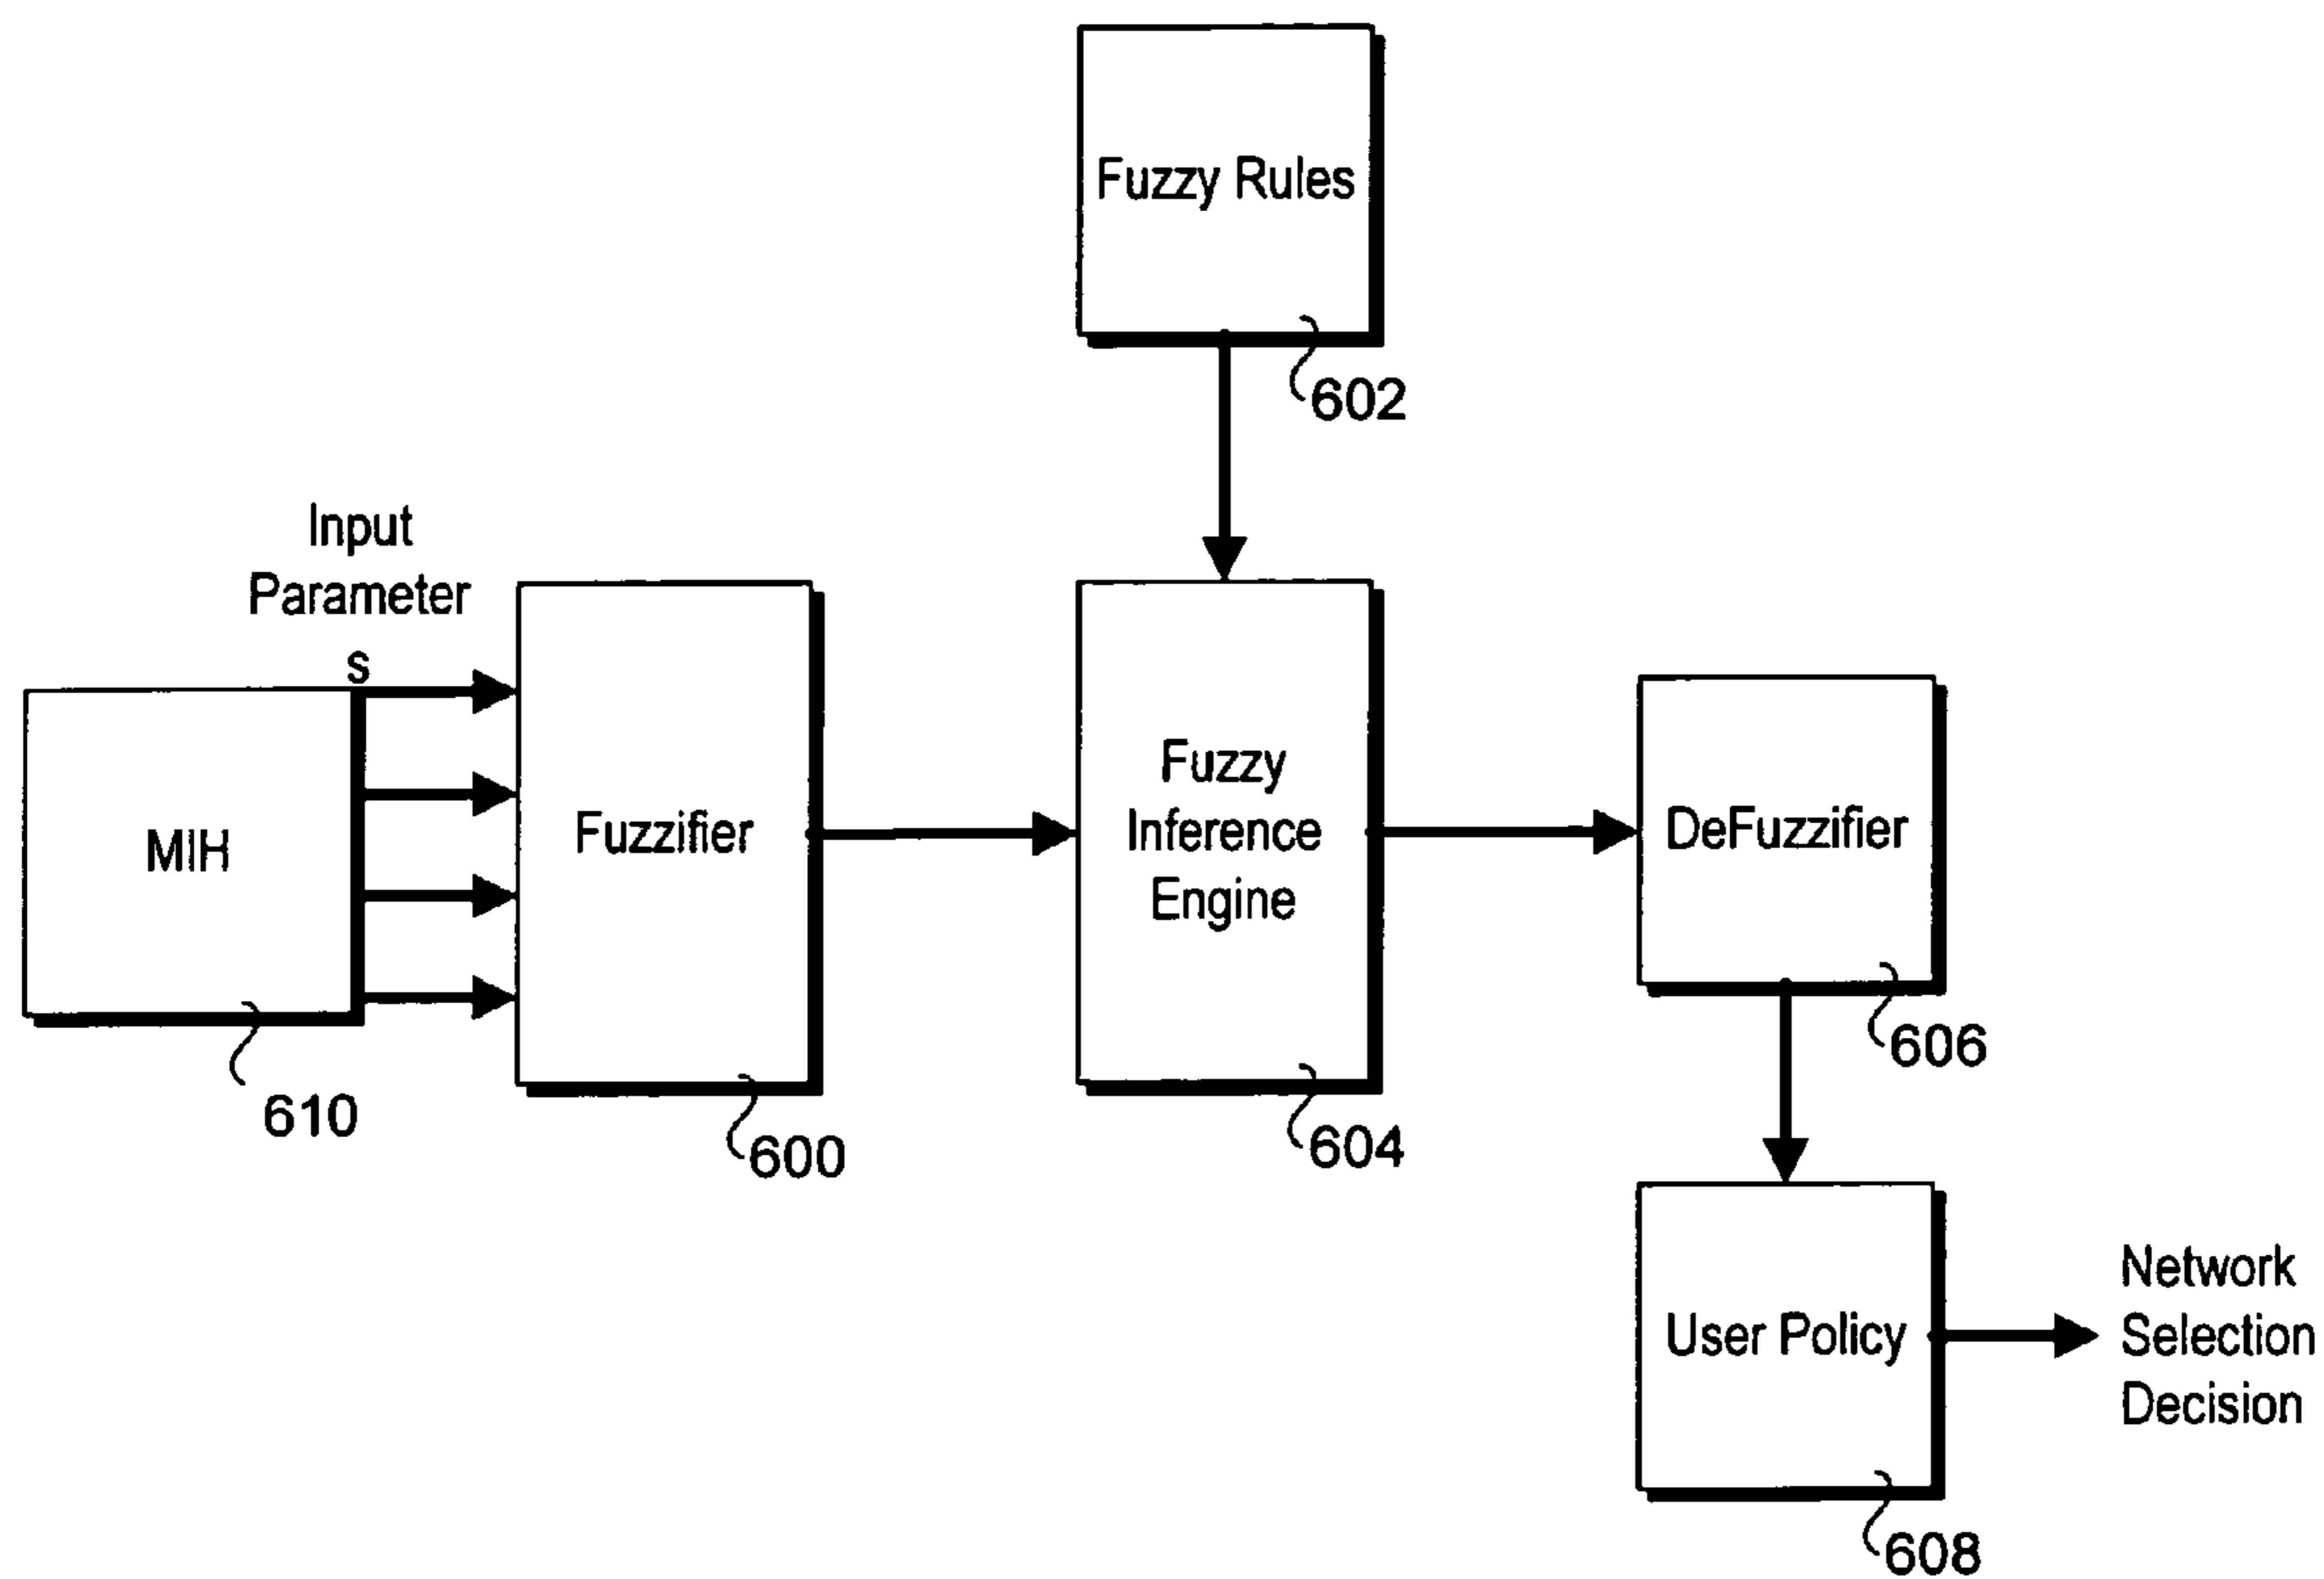 Fuzzy Rules
602
Input
Parameter
s
MIH
610
Fuzzifier
600
Fuzzy
Inference
Engine
604
DeFuzzifier
606
User Policy
608
Network
Selection
Decision